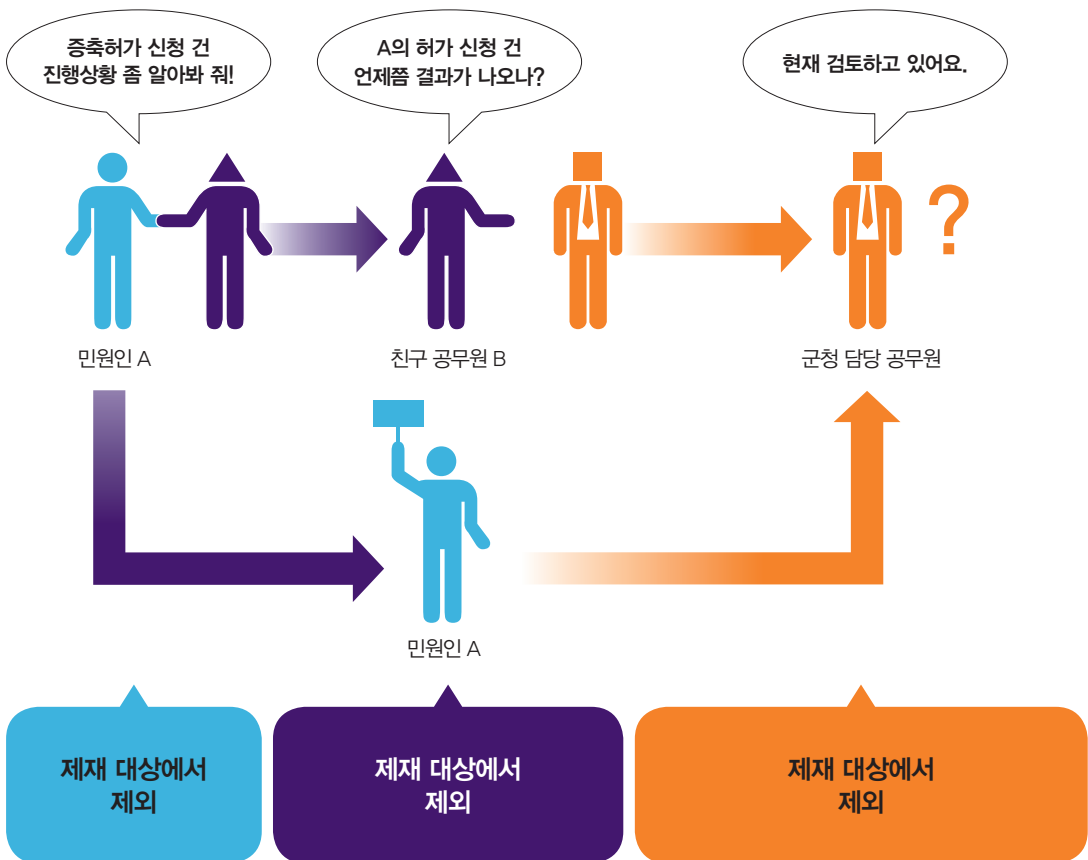 증축허가 신청 건
진행상황 좀 알아봐 줘!
A의 허가 신청 건
언제쯤 결과가 나오나?
현재 검토하고 있어요.
?
민원인 A
친구 공무원 B
군청 담당 공무원
민원인 A
제재 대상에서
제외
제재 대상에서
제외
제재 대상에서
제외